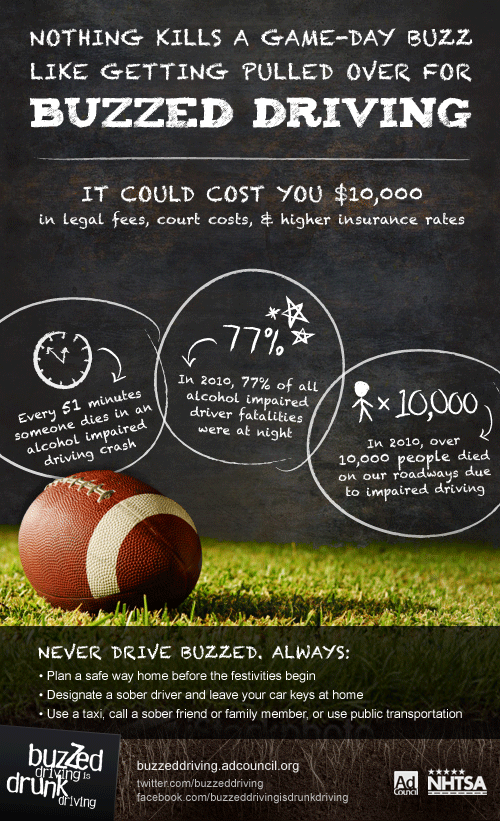 NOTHING KILLS A GAME-DAY BUZZ
LIKE GETTING PULLED OVER FOR
BUZZED DRIVING
IT COULD COST YOU $10,000
in legal fees, court costs, & higher insurance rates
Every 51 minutes
someone dies in an
alcohol impaired
driving crash
77%
In 2010, 77% of all
alcohol impaired
driver fatalities
were at night
x 10,000
In 2010, over
10,000 people died
on our roadways due
to impaired driving
NEVER DRIVE BUZZED. ALWAYS:
• Plan a safe way home before the festivities begin
• Designate a sober driver and leave your car keys at home
• Use a taxi, call a sober friend or family member, or use public transportation
buzzed
driving is
drunk
driving
buzzeddriving.adcouncil.org
twitter.com/buzzeddriving
facebook.com/buzzeddrivingisdrunkdriving
Ad
Council
NHTSA